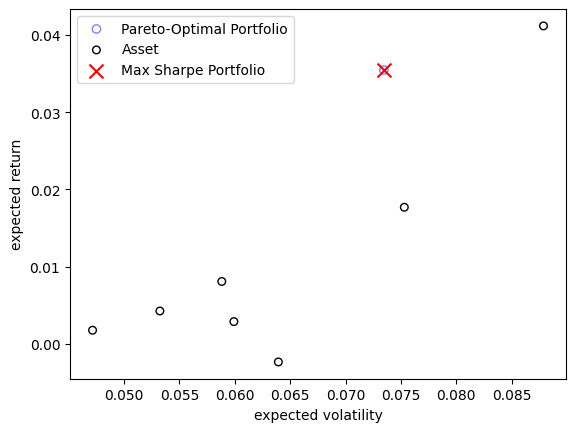 Pareto-Optimal Portfolio
Asset
Max Sharpe Portfolio
0.04
0.03
0.02
0.01
0.00
expected return
0.050 0.055 0.060 0.065 0.070 0.075 0.080 0.085
expected volatility